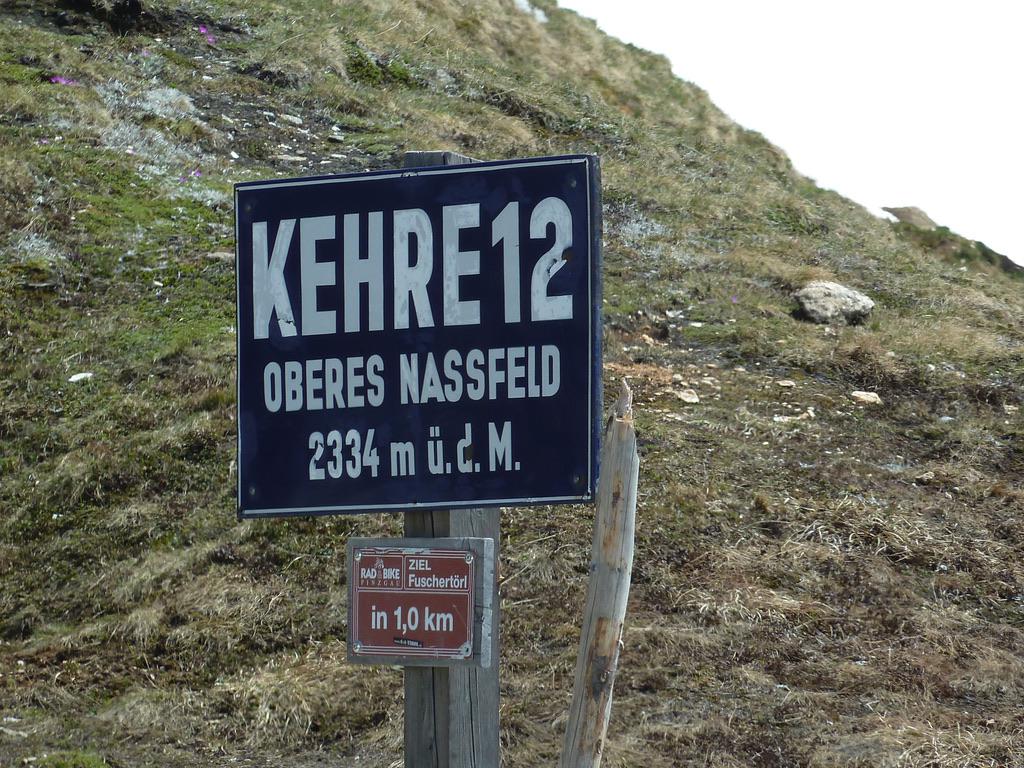 KEHRE 12
OBERES NASSFELD
2334 m ü.d.M.
RAD BIKE
PINZGAU
ZIEL
Fuschertörl
in 1,0 km